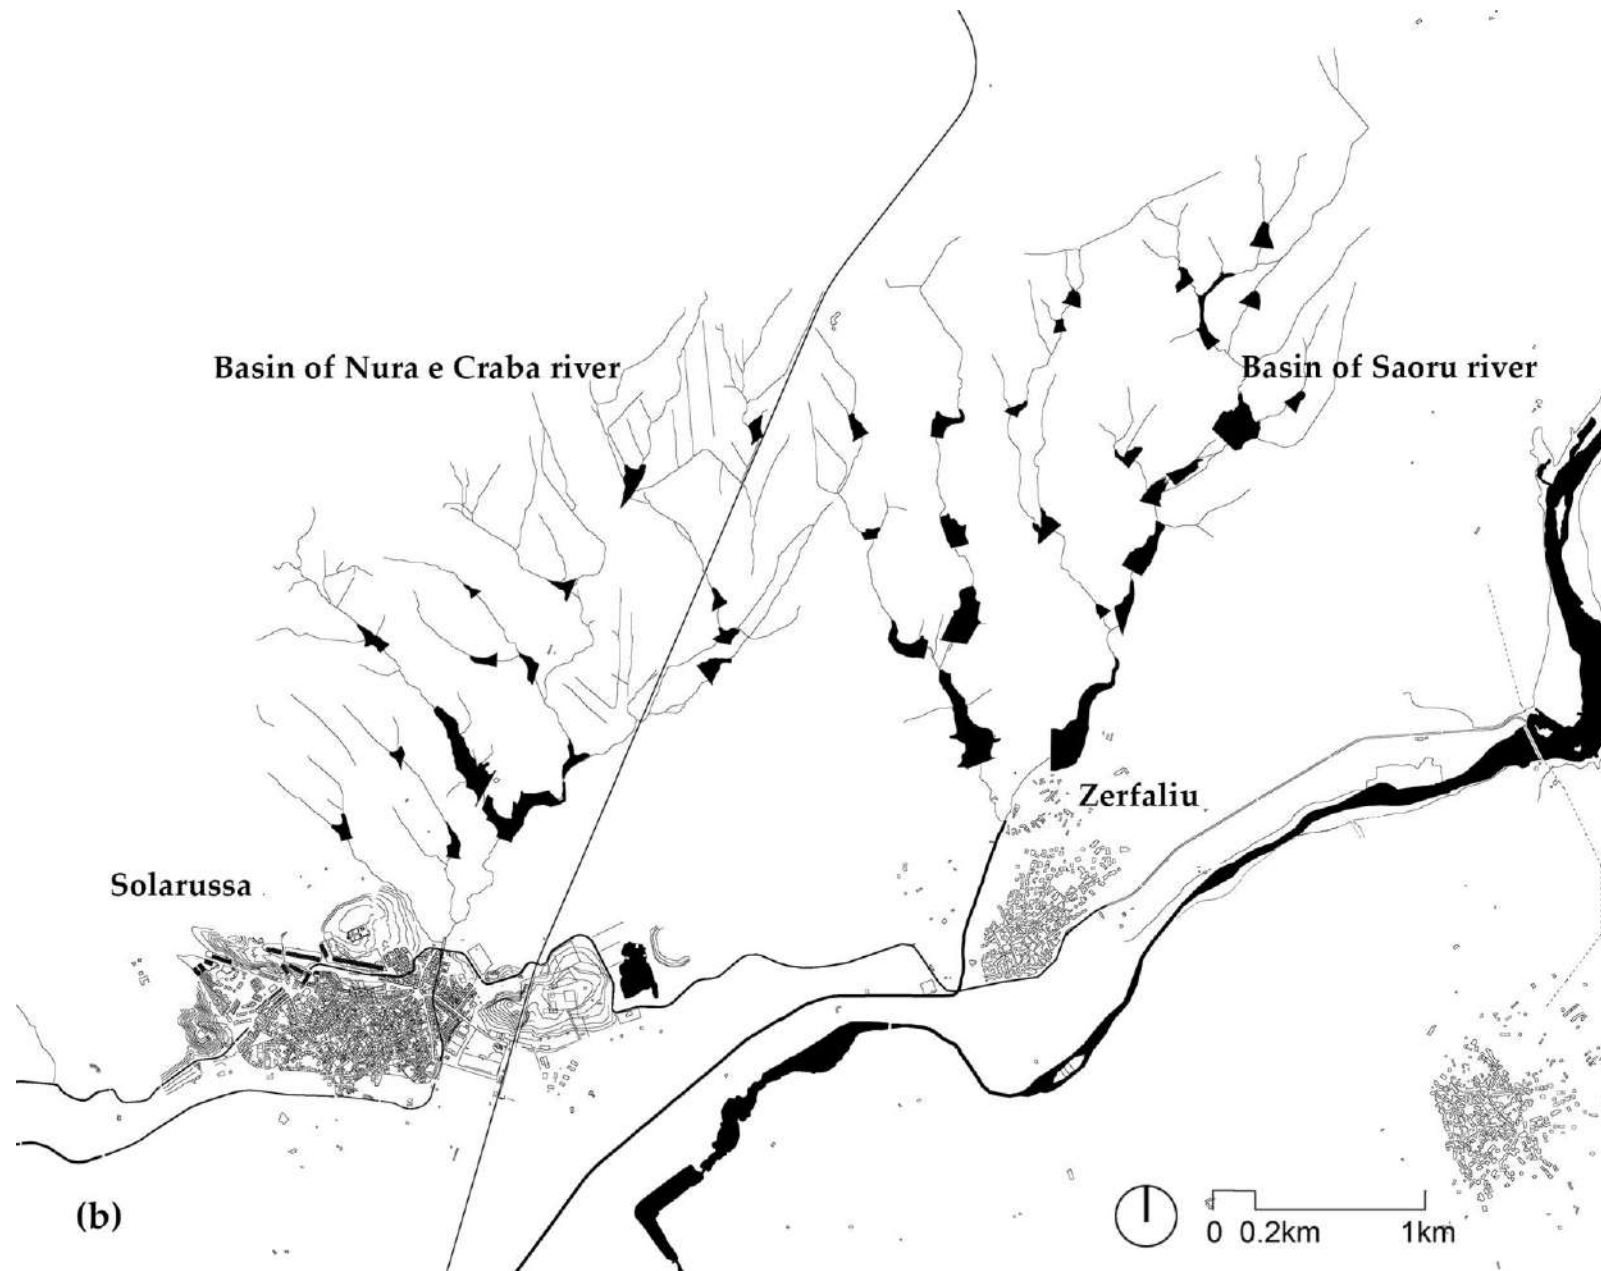 Basin of Nura e Craba river
Basin of Saoru river
Zerfaliu
Solarussa
(b)
0 0.2km 1km